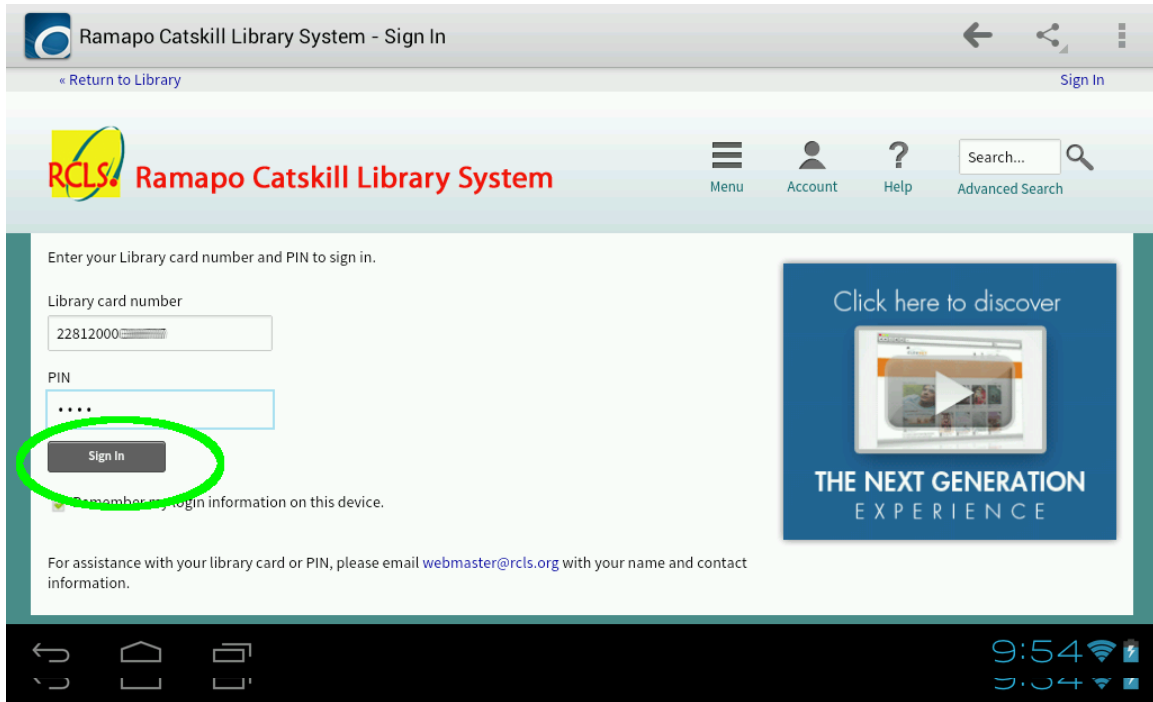 Ramapo Catskill Library System - Sign In
« Return to Library
Sign In
RCLS!
Ramapo Catskill Library System
Menu
Account
Help
Search...
Advanced Search
Enter your Library card number and PIN to sign in.
Library card number
22812000
PIN
••••
Sign In
Remember my login information on this device.
For assistance with your library card or PIN, please email webmaster@rcls.org with your name and contact
information.
Click here to discover
THE NEXT GENERATION
EXPERIENCE
9:54